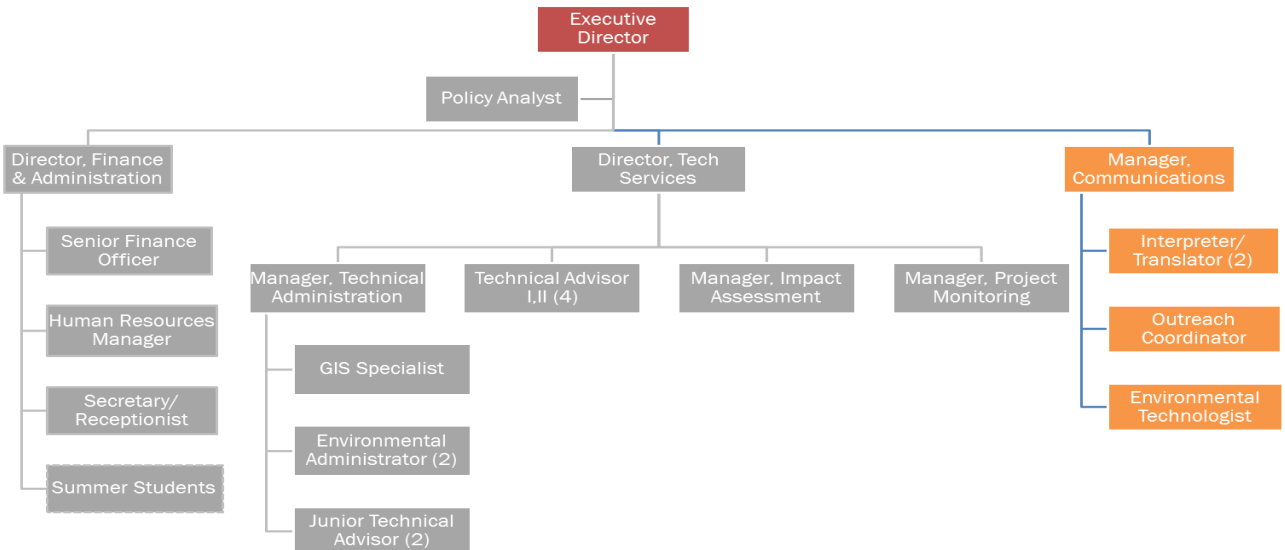 Executive
Director
Policy Analyst
Director, Finance
& Administration
Director, Tech
Services
Manager,
Communications
Senior Finance
Officer
Human Resources
Manager
Secretary/
Receptionist
Summer Students
Manager, Technical
Administration
Technical Advisor
I,II (4)
Manager, Impact
Assessment
Manager, Project
Monitoring
GIS Specialist
Environmental
Administrator (2)
Junior Technical
Advisor (2)
Interpreter/
Translator (2)
Outreach
Coordinator
Environmental
Technologist